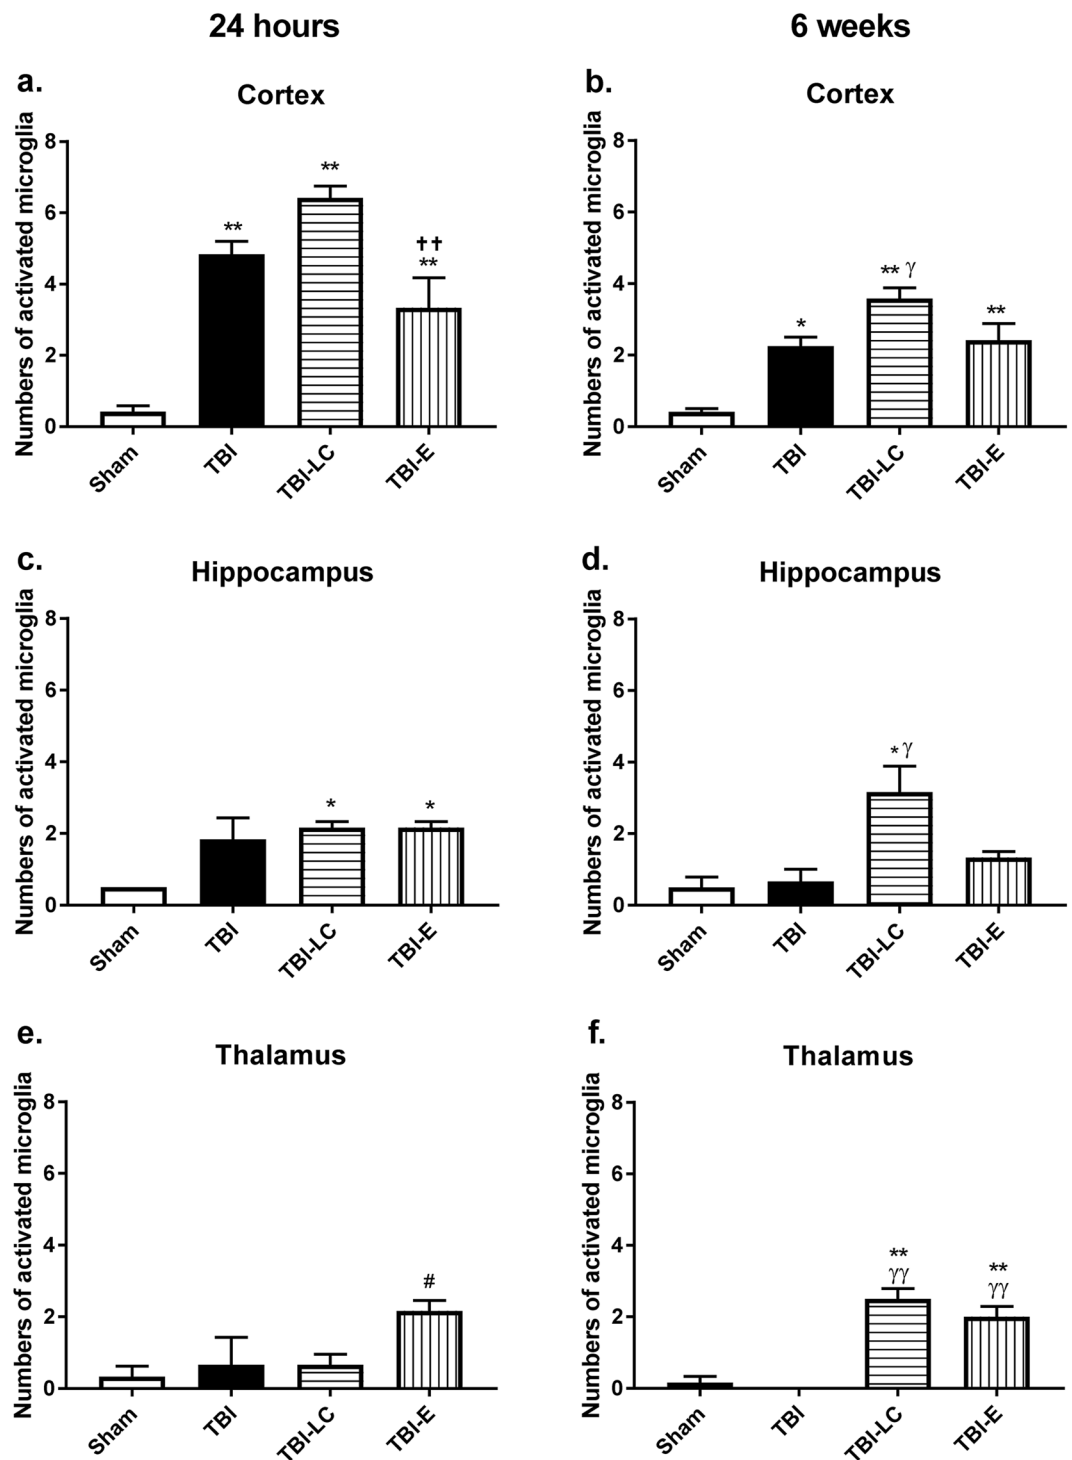 24 hours
6 weeks
a.
Cortex
Numbers of activated microglia
8
6
4
2
0
**
**
††
**
Sham
TBI
TBI-LC
TBI-E
b.
Cortex
Numbers of activated microglia
8
6
4
2
0
*
** γ
**
Sham
TBI
TBI-LC
TBI-E
c.
Hippocampus
Numbers of activated microglia
8
6
4
2
0
*
*
Sham
TBI
TBI-LC
TBI-E
d.
Hippocampus
Numbers of activated microglia
8
6
4
2
0
* γ
Sham
TBI
TBI-LC
TBI-E
e.
Thalamus
Numbers of activated microglia
8
6
4
2
0
#
Sham
TBI
TBI-LC
TBI-E
f.
Thalamus
Numbers of activated microglia
8
6
4
2
0
**
γγ
**
γγ
Sham
TBI
TBI-LC
TBI-E